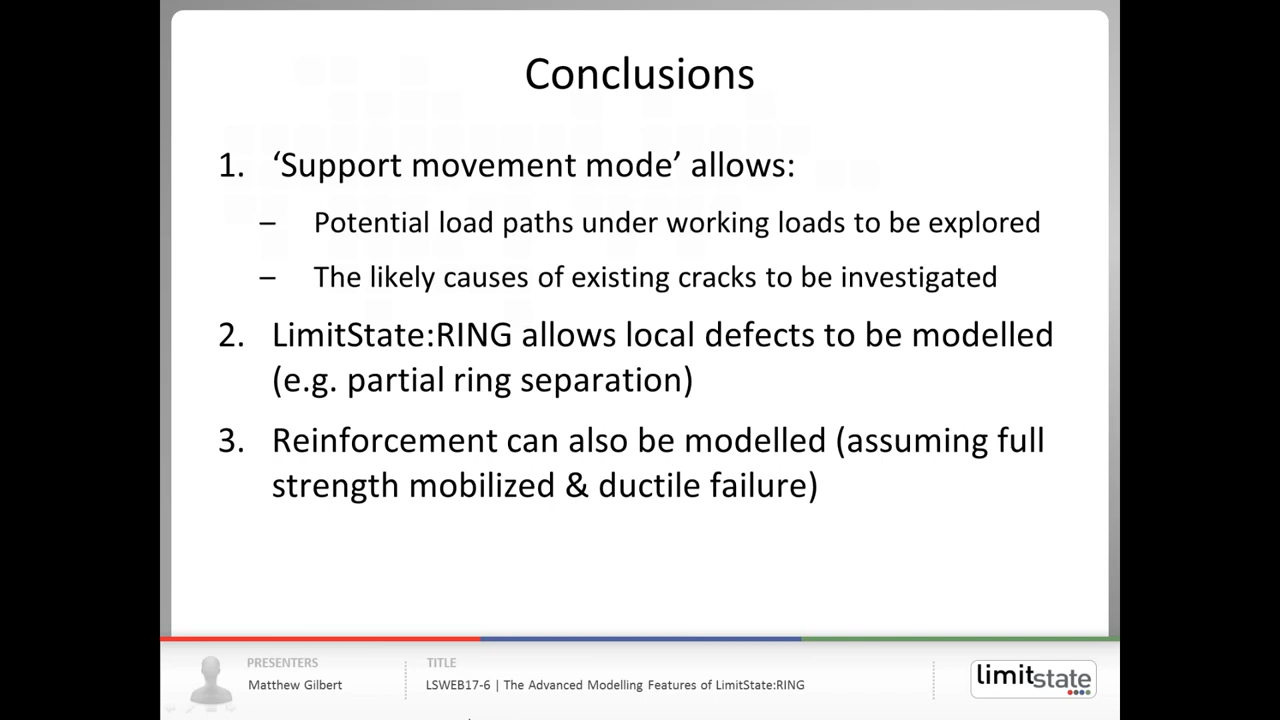 Conclusions
1. ‘Support movement mode’ allows:
– Potential load paths under working loads to be explored
– The likely causes of existing cracks to be investigated
2. LimitState:RING allows local defects to be modelled
(e.g. partial ring separation)
3. Reinforcement can also be modelled (assuming full
strength mobilized & ductile failure)
PRESENTERS
Matthew Gilbert
TITLE
LSWEB17-6 | The Advanced Modelling Features of LimitState:RING
limitstate